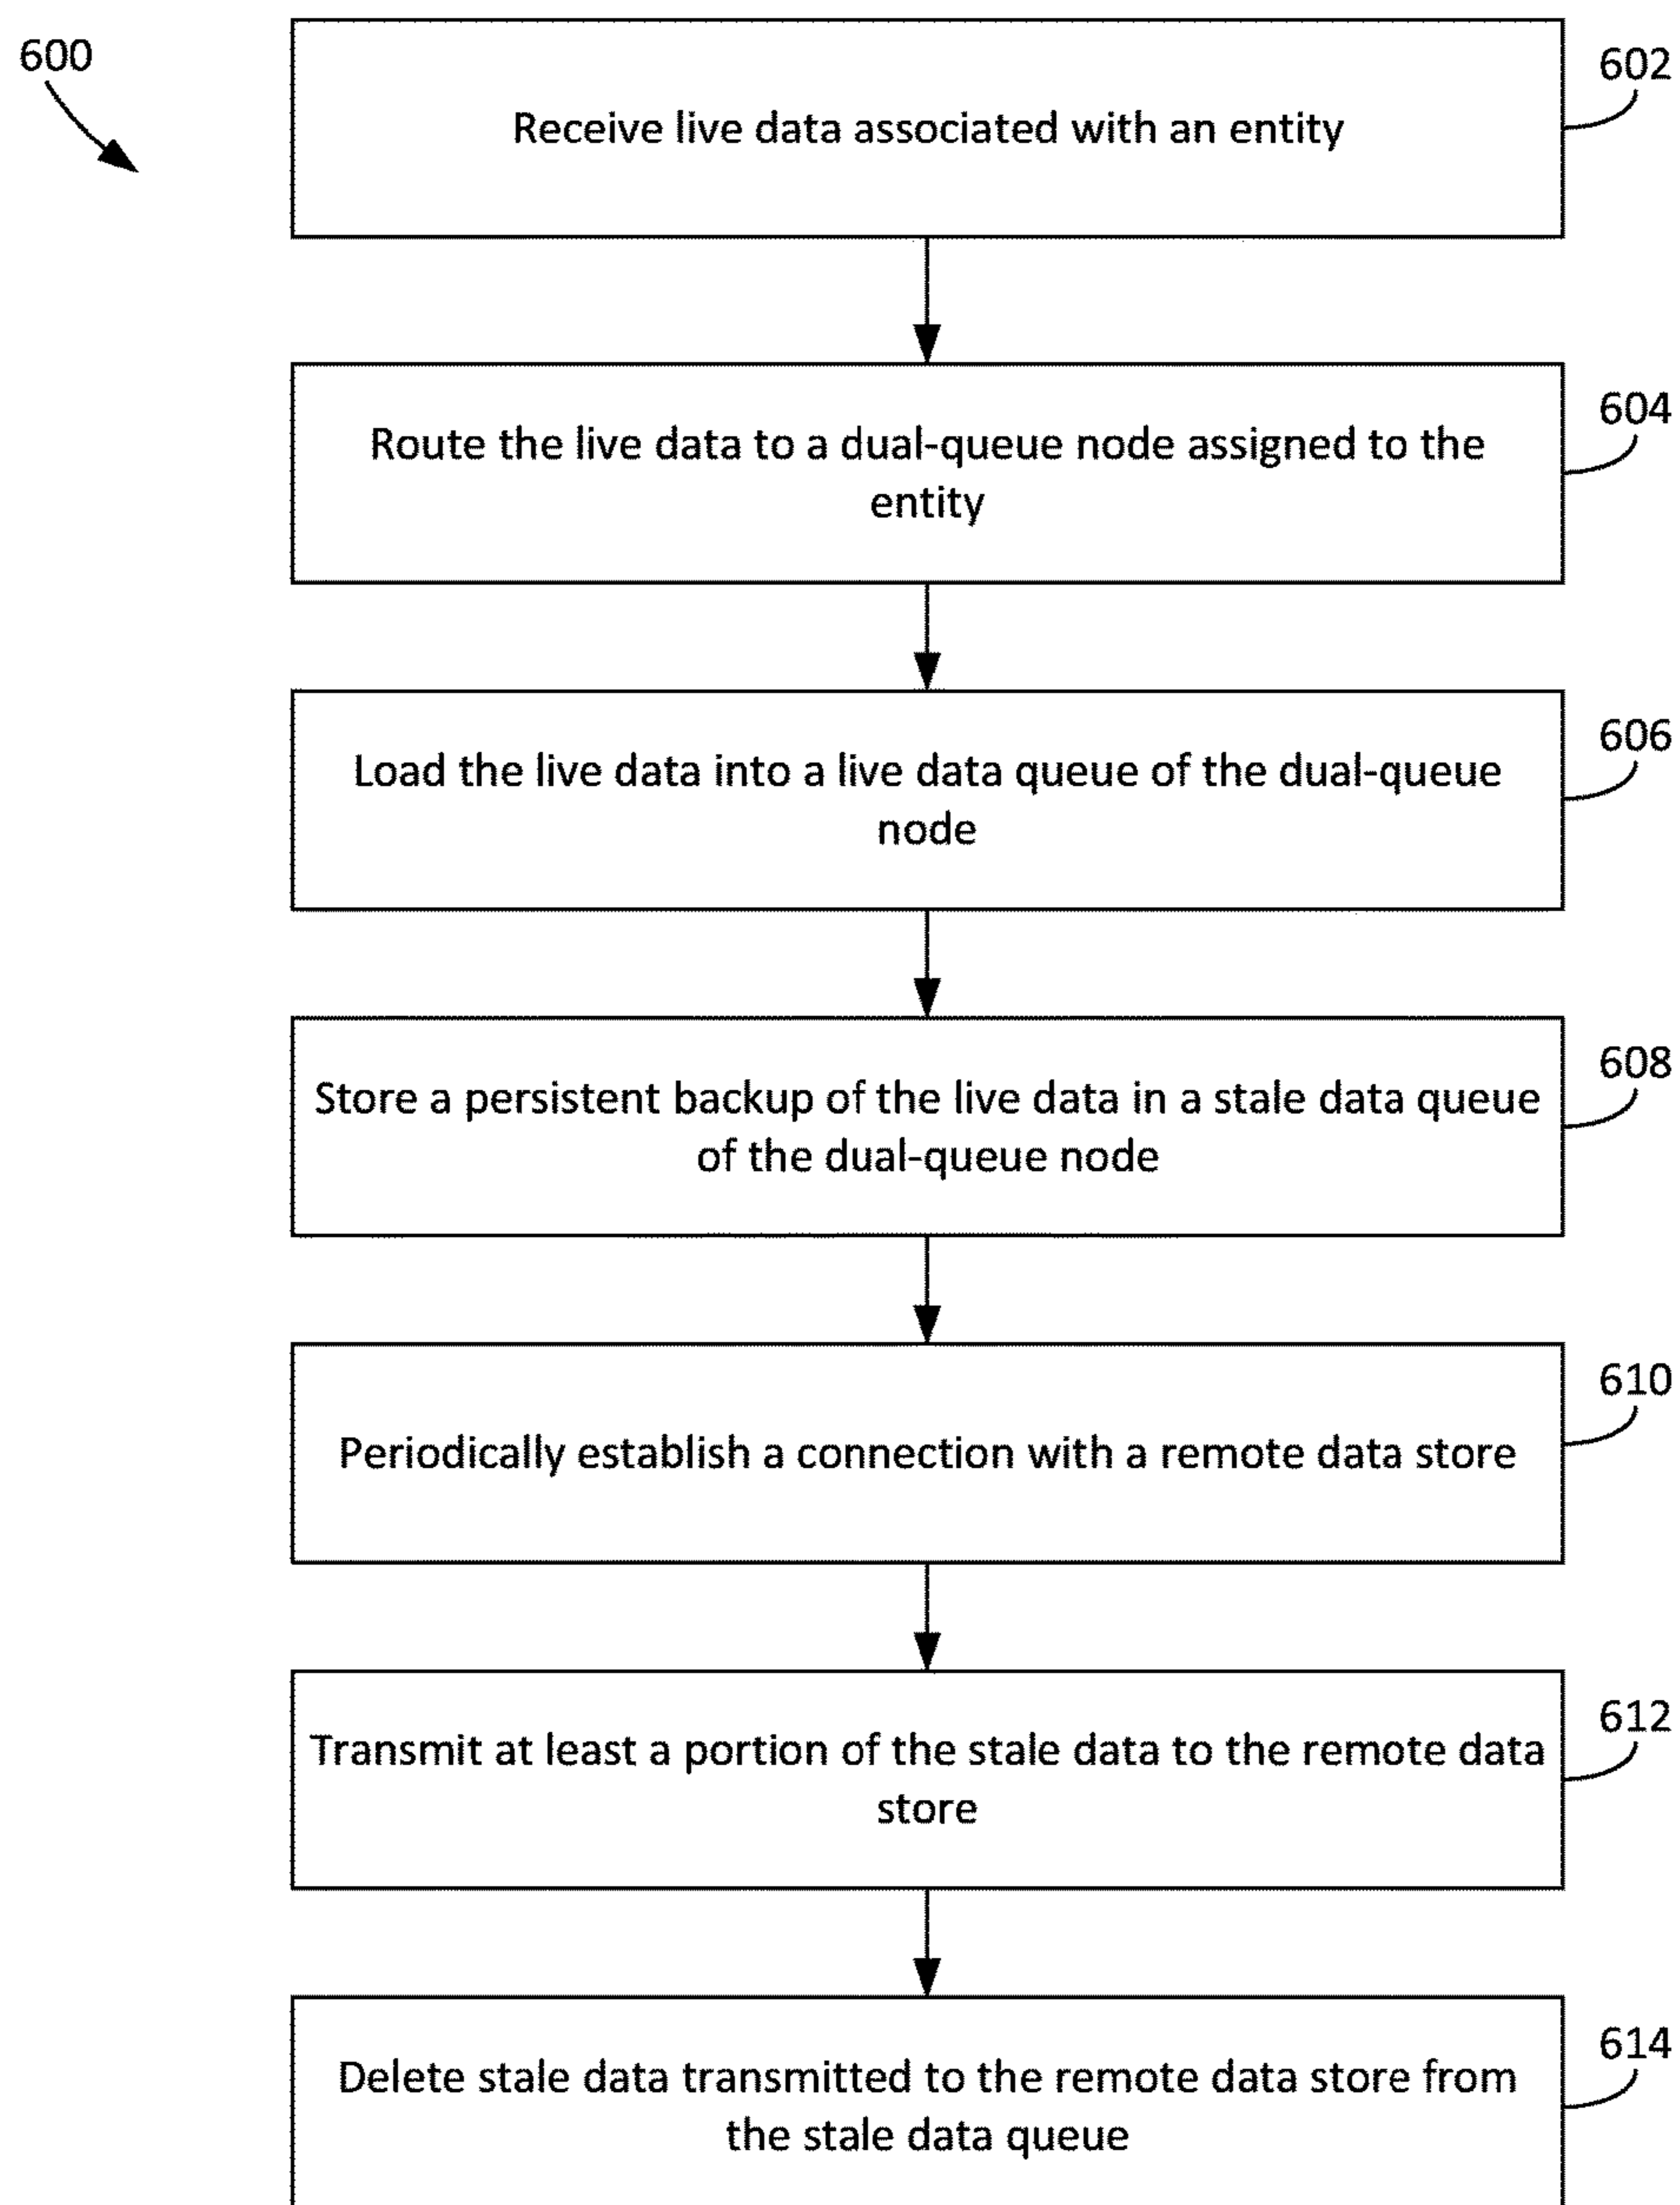 600
602
Receive live data associated with an entity
604
Route the live data to a dual-queue node assigned to the
entity
606
Load the live data into a live data queue of the dual-queue
node
608
Store a persistent backup of the live data in a stale data queue
of the dual-queue node
610
Periodically establish a connection with a remote data store
612
Transmit at least a portion of the stale data to the remote data
store
614
Delete stale data transmitted to the remote data store from
the stale data queue